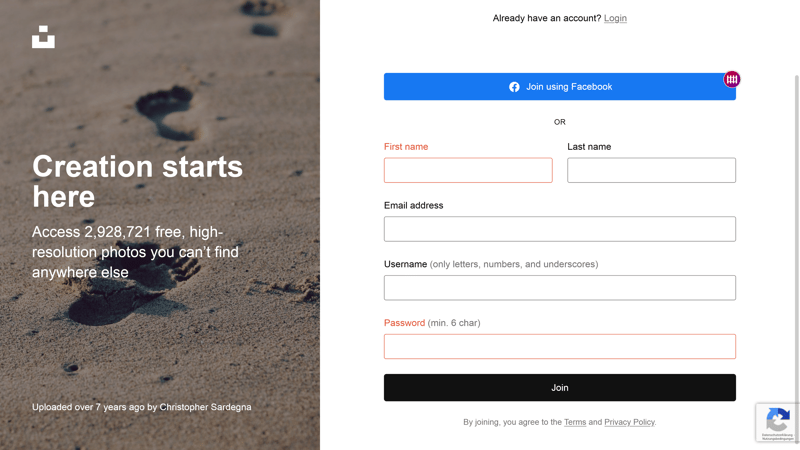 Already have an account? Login
Creation starts
here
Access 2,928,721 free, high-
resolution photos you can't find
anywhere else
Uploaded over 7 years ago by Christopher Sardegna
Join using Facebook
OR
First name
Last name
Email address
Username (only letters, numbers, and underscores)
Password (min. 6 char)
Join
By joining, you agree to the Terms and Privacy Policy.
Datenschutzerklärung
Nutzungsbedingungen